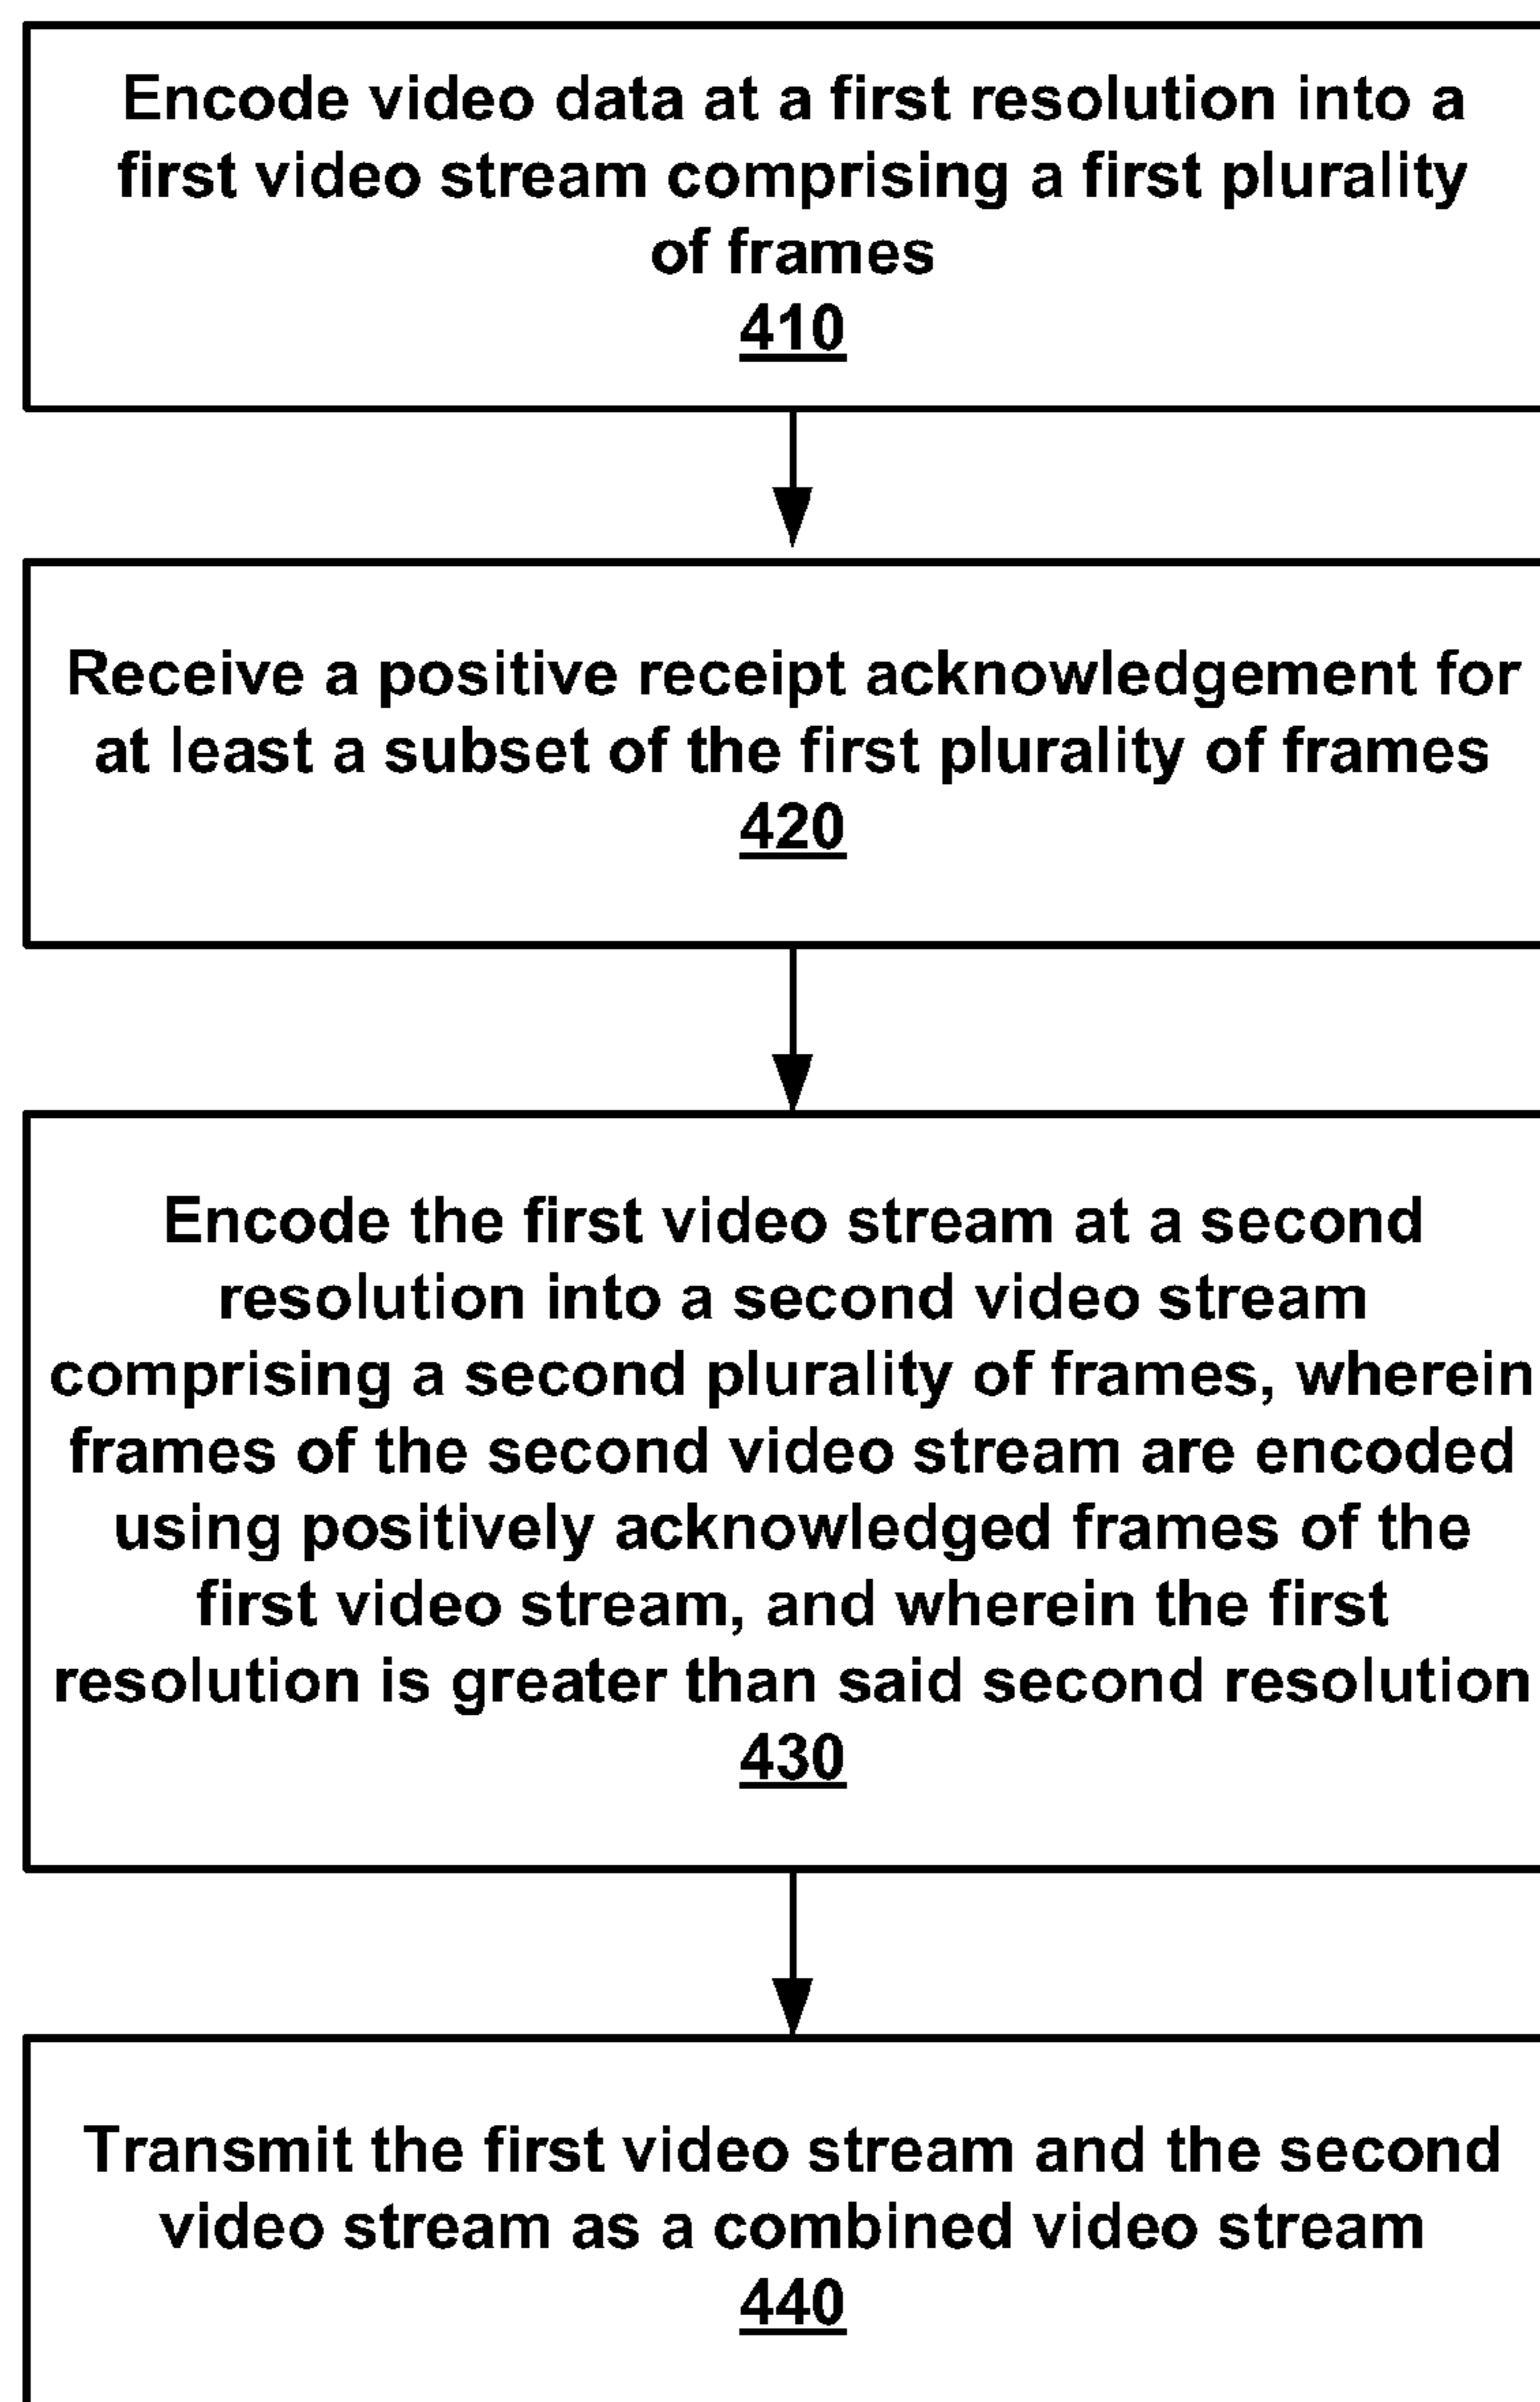 Encode video data at a first resolution into a
first video stream comprising a first plurality
of frames
410
Receive a positive receipt acknowledgement for
at least a subset of the first plurality of frames
420
Encode the first video stream at a second
resolution into a second video stream
comprising a second plurality of frames, wherein
frames of the second video stream are encoded
using positively acknowledged frames of the
first video stream, and wherein the first
resolution is greater than said second resolution
430
Transmit the first video stream and the second
video stream as a combined video stream
440